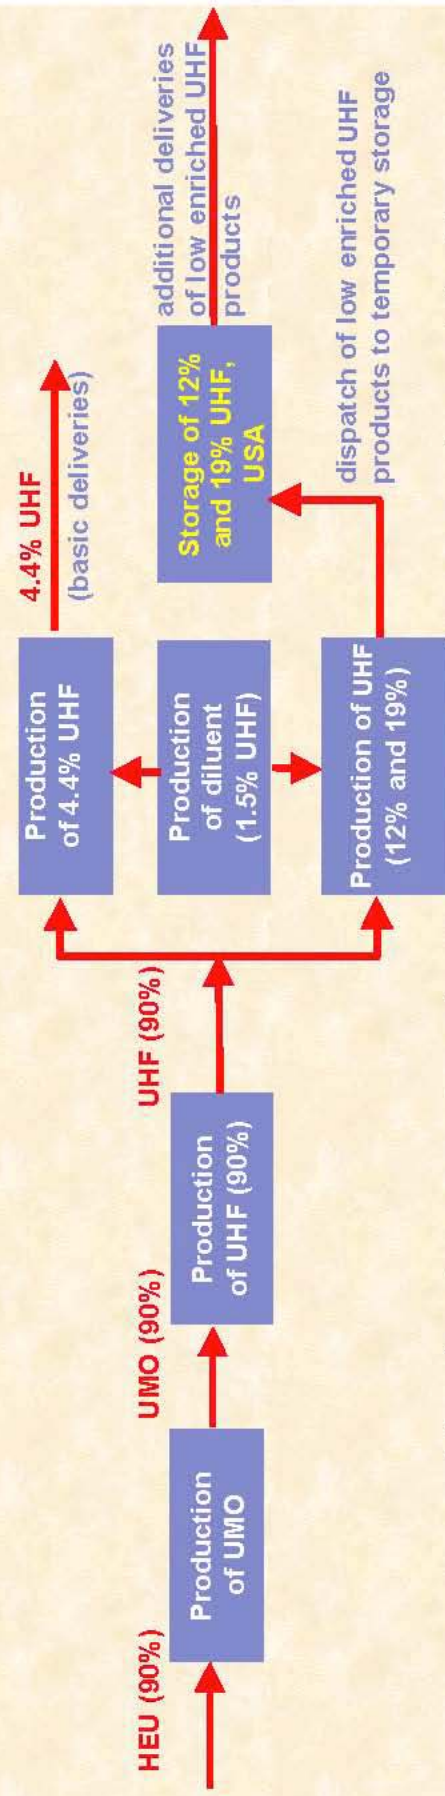 HEU (90%)
Production
of UMO
UMO (90%)
Production
of UHF (90%)
UHF (90%)
Production
of 4.4% UHF
4.4% UHF
(basic deliveries)
Production
of diluent
(1.5% UHF)
Production of UHF
(12% and 19%)
Storage of 12%
and 19% UHF,
USA
additional deliveries
of low enriched UHF
products
dispatch of low enriched UHF
products to temporary storage